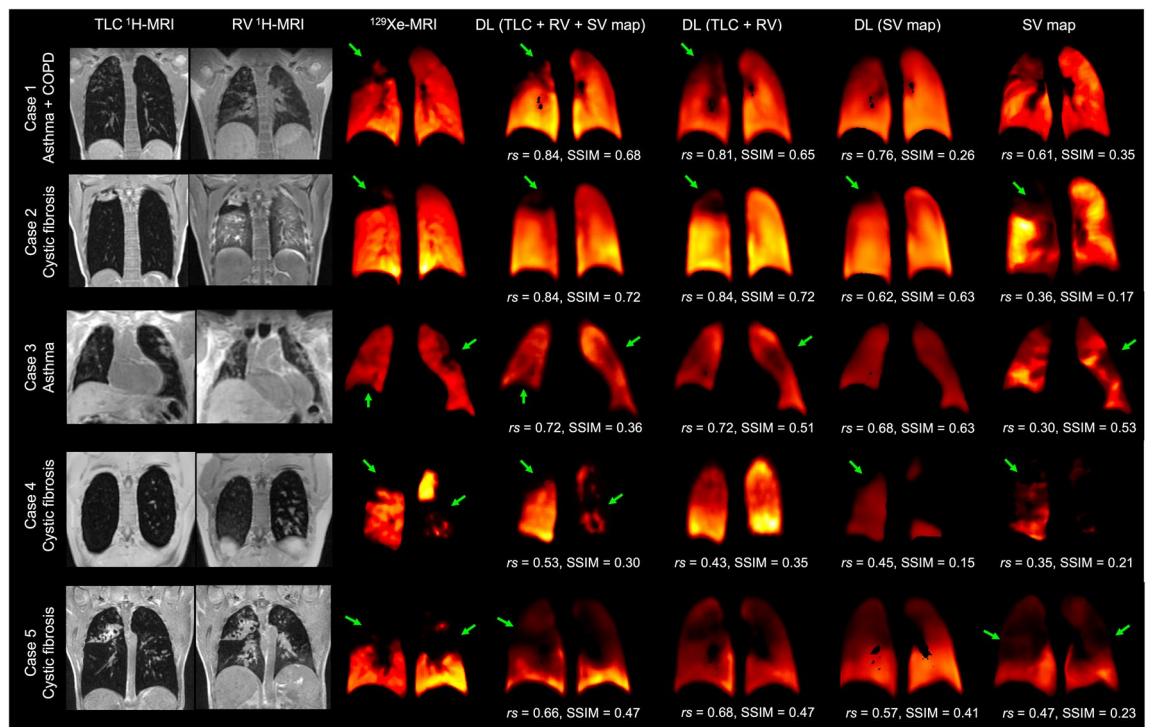 TLC ¹H-MRI RV ¹H-MRI ¹²⁹Xe-MRI DL (TLC + RV + SV map) DL (TLC + RV) DL (SV map) SV map
Case 1
Asthma + COPD
rs = 0.84, SSIM = 0.68 rs = 0.81, SSIM = 0.65 rs = 0.76, SSIM = 0.26 rs = 0.61, SSIM = 0.35
Case 2
Cystic fibrosis
rs = 0.84, SSIM = 0.72 rs = 0.84, SSIM = 0.72 rs = 0.62, SSIM = 0.63 rs = 0.36, SSIM = 0.17
Case 3
Asthma
rs = 0.72, SSIM = 0.36 rs = 0.72, SSIM = 0.51 rs = 0.68, SSIM = 0.63 rs = 0.30, SSIM = 0.53
Case 4
Cystic fibrosis
rs = 0.53, SSIM = 0.30 rs = 0.43, SSIM = 0.35 rs = 0.45, SSIM = 0.15 rs = 0.35, SSIM = 0.21
Case 5
Cystic fibrosis
rs = 0.66, SSIM = 0.47 rs = 0.68, SSIM = 0.47 rs = 0.57, SSIM = 0.41 rs = 0.47, SSIM = 0.23